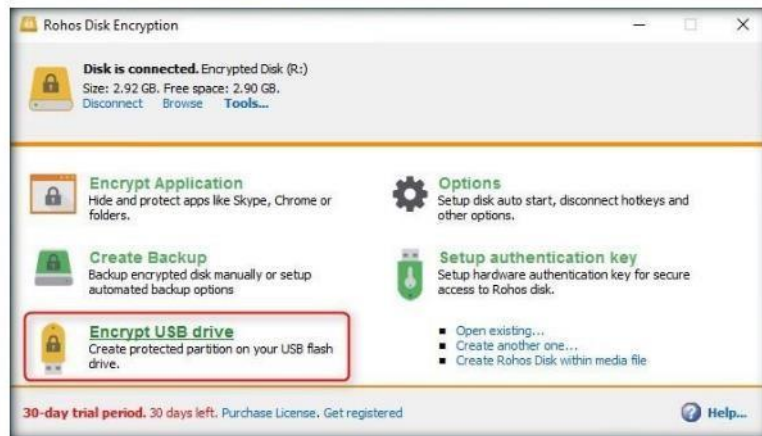 Rohos Disk Encryption
Disk is connected. Encrypted Disk (R:)
Size: 2.92 GB. Free space: 2.90 GB.
Disconnect Browse Tools...
Encrypt Application
Hide and protect apps like Skype, Chrome or
folders.
Options
Setup disk auto start, disconnect hotkeys and
other options.
Create Backup
Backup encrypted disk manually or setup
automated backup options
Setup authentication key
Setup hardware authentication key for secure
access to Rohos disk.
Encrypt USB drive
Create protected partition on your USB flash
drive.
Open existing...
Create another one...
Create Rohos Disk within media file
30-day trial period. 30 days left. Purchase License. Get registered
Help...